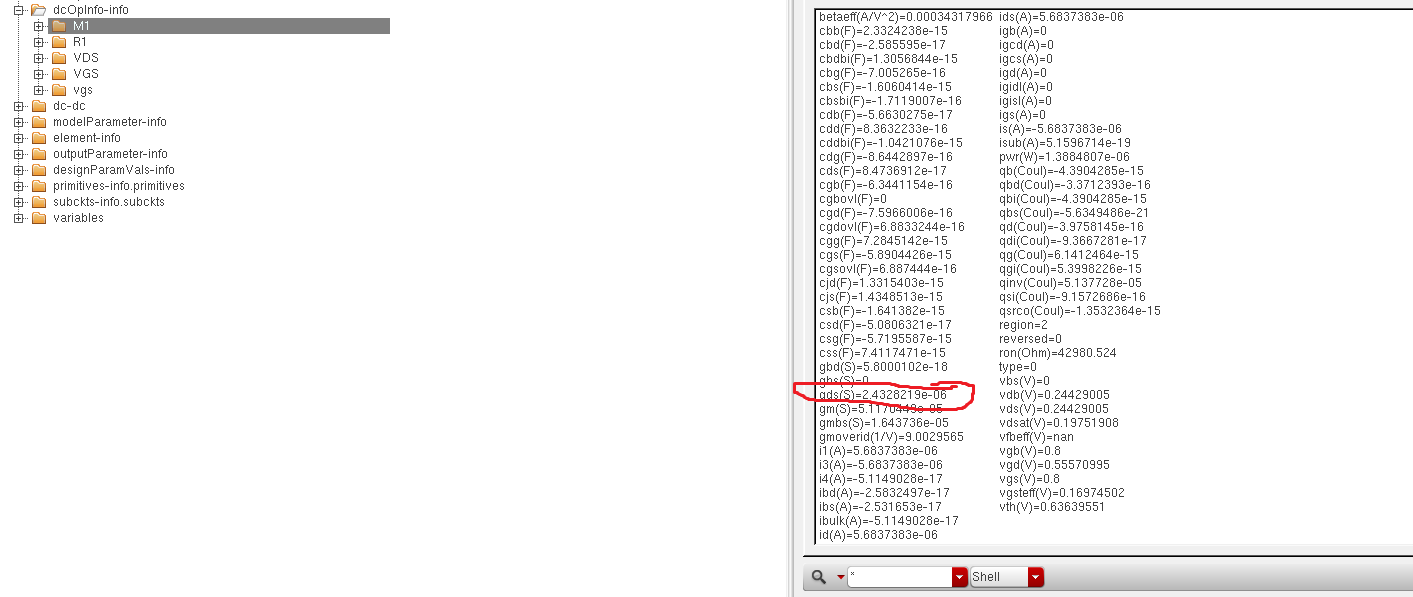 dcOpInfo-info
M1
R1
VDS
VGS
vgs
dc-dc
modelParameter-info
element-info
outputParameter-info
designParamVals-info
primitives-info.primitives
subckts-info.subckts
variables
betaeff(A/V^2)=0.00034317966 ids(A)=5.6837383e-06
cbb(F)=2.3324238e-15 igb(A)=0
cbd(F)=-2.585595e-17 igcd(A)=0
cbdbi(F)=1.3056844e-15 igcs(A)=0
cbg(F)=-7.005265e-16 igd(A)=0
cbs(F)=-1.6060414e-15 igidl(A)=0
cbsbi(F)=-1.7119007e-16 igisl(A)=0
cdb(F)=-5.6630275e-17 igs(A)=0
cdd(F)=8.3632233e-16 is(A)=-5.6837383e-06
cddbi(F)=-1.0421076e-15 isub(A)=5.1596714e-19
cdg(F)=-8.6442897e-16 pwr(W)=1.3884807e-06
cds(F)=8.4736912e-17 qb(Coul)=-4.3904285e-15
cgb(F)=-6.3441154e-16 qbd(Coul)=-3.3712393e-16
cgbovl(F)=0 qbi(Coul)=-4.3904285e-15
cgd(F)=-7.5966006e-16 qbs(Coul)=-5.6349486e-21
cgdovl(F)=6.8833244e-16 qd(Coul)=-3.9758145e-16
cgg(F)=7.2845142e-15 qdi(Coul)=-9.3667281e-17
cgs(F)=-5.8904426e-15 qg(Coul)=6.1412464e-15
cgsovl(F)=6.887444e-16 qgi(Coul)=5.3998226e-15
cjd(F)=1.3315403e-15 qinv(Coul)=5.137728e-05
cjs(F)=1.4348513e-15 qsi(Coul)=-9.1572686e-16
csb(F)=-1.641382e-15 qsrco(Coul)=-1.3532364e-15
csd(F)=-5.0806321e-17 region=2
csg(F)=-5.7195587e-15 reversed=0
css(F)=7.4117471e-15 ron(Ohm)=42980.524
gbd(S)=5.8000102e-18 type=0
gbs(S)=0 vbs(V)=0
gds(S)=2.4328219e-06 vdb(V)=0.24429005
gm(S)=5.1170449e-05 vds(V)=0.24429005
gmbs(S)=1.643736e-05 vdsat(V)=0.19751908
gmoverid(1/V)=9.0029565 vfbeff(V)=nan
i1(A)=5.6837383e-06 vgb(V)=0.8
i3(A)=-5.6837383e-06 vgd(V)=0.55570995
i4(A)=-5.1149028e-17 vgs(V)=0.8
ibd(A)=-2.5832497e-17 vgsteff(V)=0.16974502
ibs(A)=-2.531653e-17 vth(V)=0.63639551
ibulk(A)=-5.1149028e-17
id(A)=5.6837383e-06
* Shell